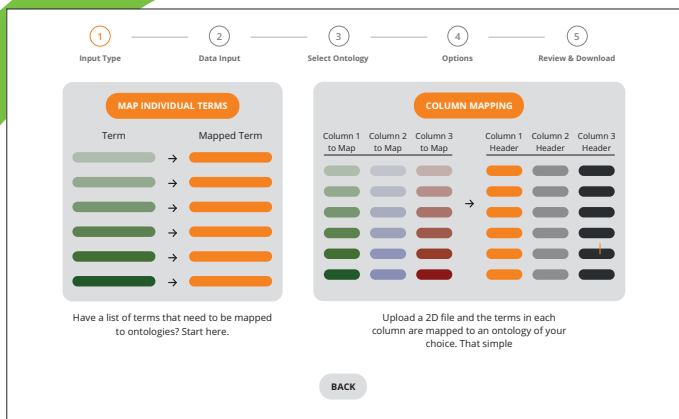 1
2
3
4
5
Input Type
Data Input
Select Ontology
Options
Review & Download
MAP INDIVIDUAL TERMS
Term
Mapped Term
Have a list of terms that need to be mapped
to ontologies? Start here.
COLUMN MAPPING
Column 1 Column 2 Column 3
to Map to Map to Map
Column 1 Column 2 Column 3
Header Header Header
Upload a 2D file and the terms in each
column are mapped to an ontology of your
choice. That simple
BACK